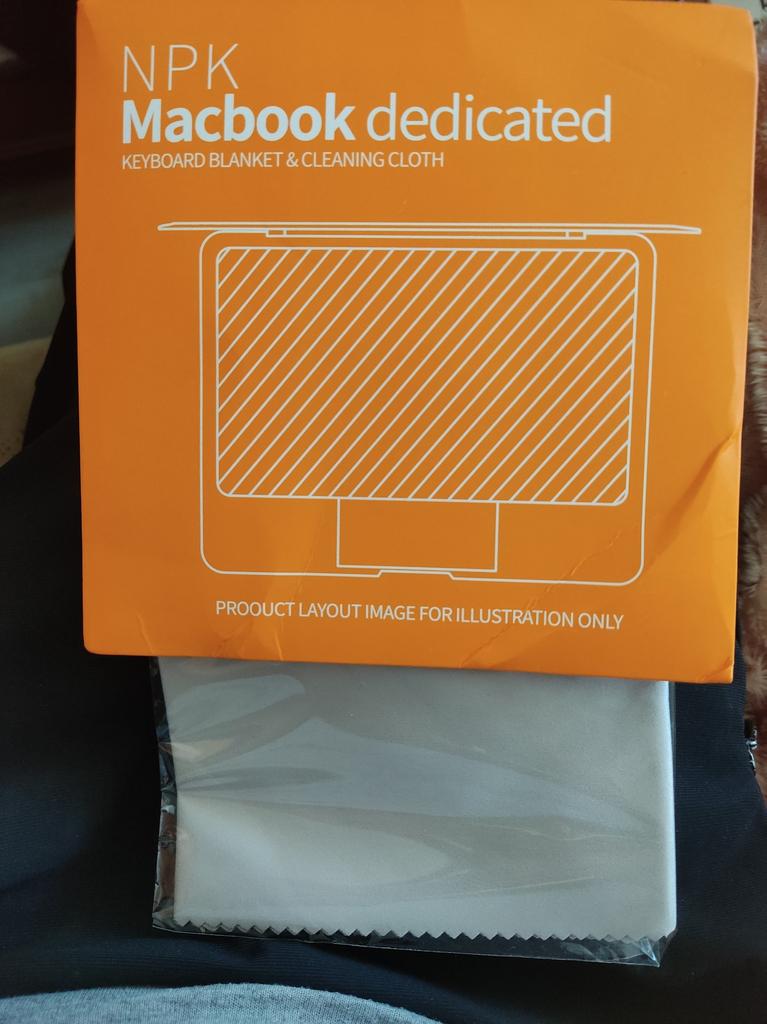 NPK
Macbook dedicated
KEYBOARD BLANKET & CLEANING CLOTH
PROOUCT LAYOUT IMAGE FOR ILLUSTRATION ONLY